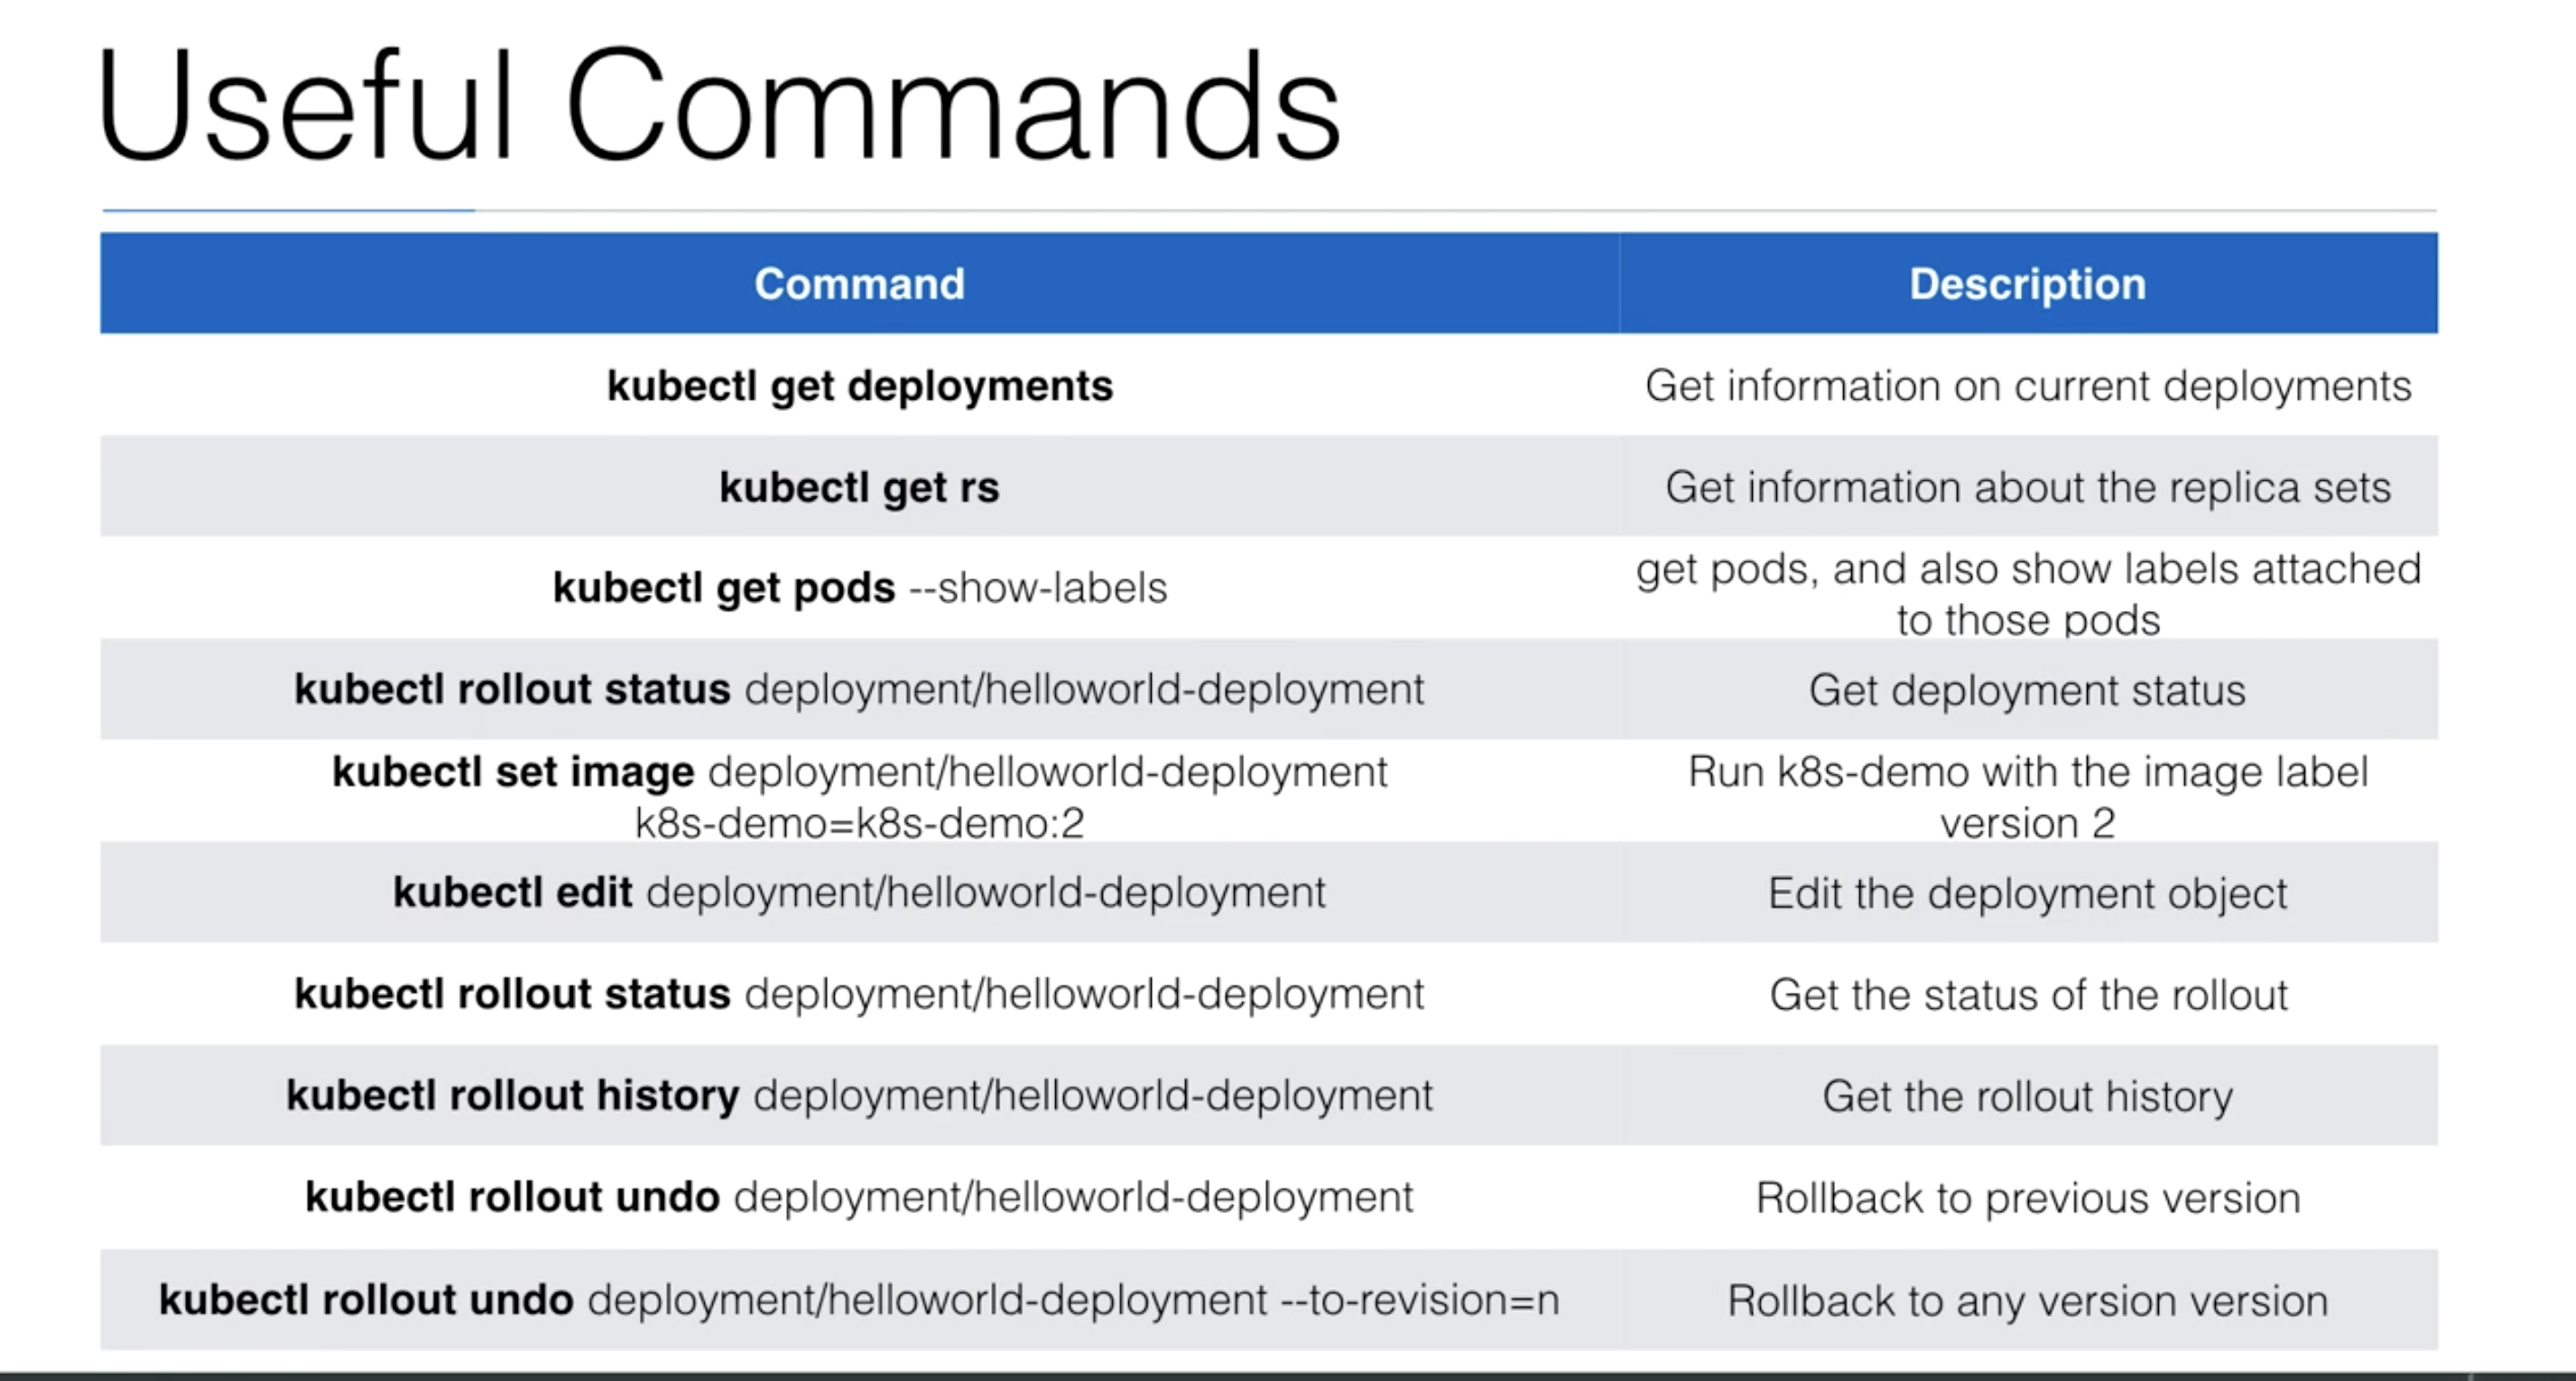 Useful Commands
Command Description
kubectl get deployments Get information on current deployments
kubectl get rs Get information about the replica sets
kubectl get pods --show-labels get pods, and also show labels attached
to those pods
kubectl rollout status deployment/helloworld-deployment Get deployment status
kubectl set image deployment/helloworld-deployment
k8s-demo=k8s-demo:2
Run k8s-demo with the image label
version 2
kubectl edit deployment/helloworld-deployment Edit the deployment object
kubectl rollout status deployment/helloworld-deployment Get the status of the rollout
kubectl rollout history deployment/helloworld-deployment Get the rollout history
kubectl rollout undo deployment/helloworld-deployment Rollback to previous version
kubectl rollout undo deployment/helloworld-deployment --to-revision=n Rollback to any version version